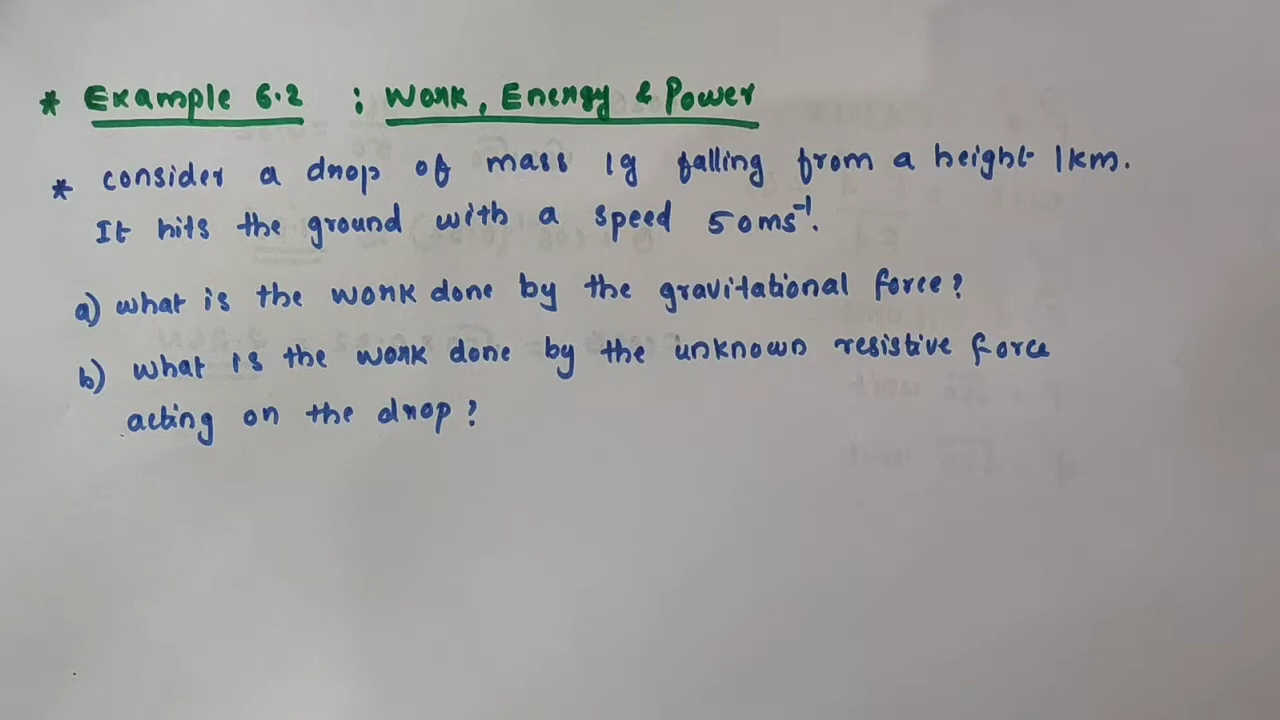 * Example 6.2 : Work, Energy & Power
* consider a drop of mass 1g falling from a height 1km.
It hits the ground with a speed 50ms⁻¹.
a) what is the work done by the gravitational force?
b) what is the work done by the unknown resistive force
acting on the drop?